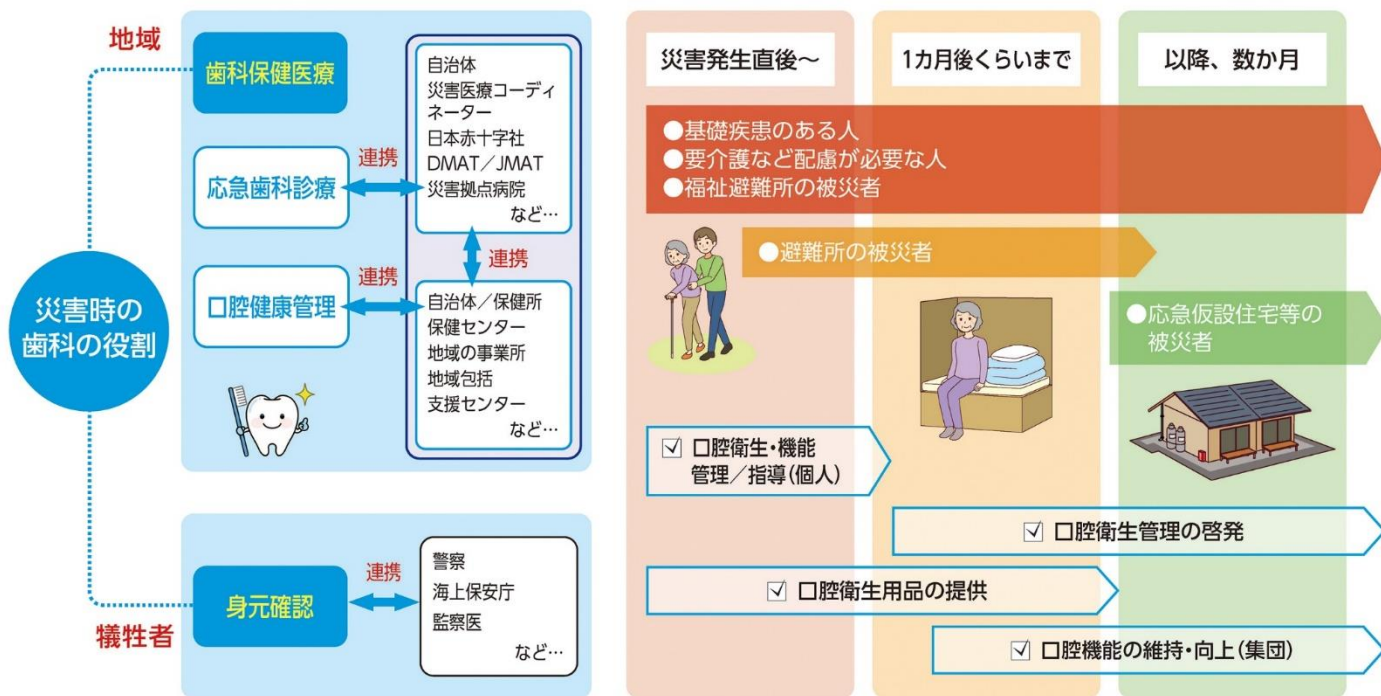 地域
歯科保健医療
応急歯科診療
連携
自治体
災害医療コーディ
ネーター
日本赤十字社
DMAT／JMAT
災害拠点病院
など…
連携
口腔健康管理
連携
自治体／保健所
保健センター
地域の事業所
地域包括
支援センター
など…
災害時の
歯科の役割
犠牲者
身元確認
連携
警察
海上保安庁
監察医
など…
災害発生直後～
1カ月後くらいまで
以降、数か月
●基礎疾患のある人
●要介護など配慮が必要な人
●福祉避難所の被災者
●避難所の被災者
●応急仮設住宅等の
被災者
☑ 口腔衛生・機能
管理／指導（個人）
☑ 口腔衛生管理の啓発
☑ 口腔衛生用品の提供
☑ 口腔機能の維持・向上（集団）